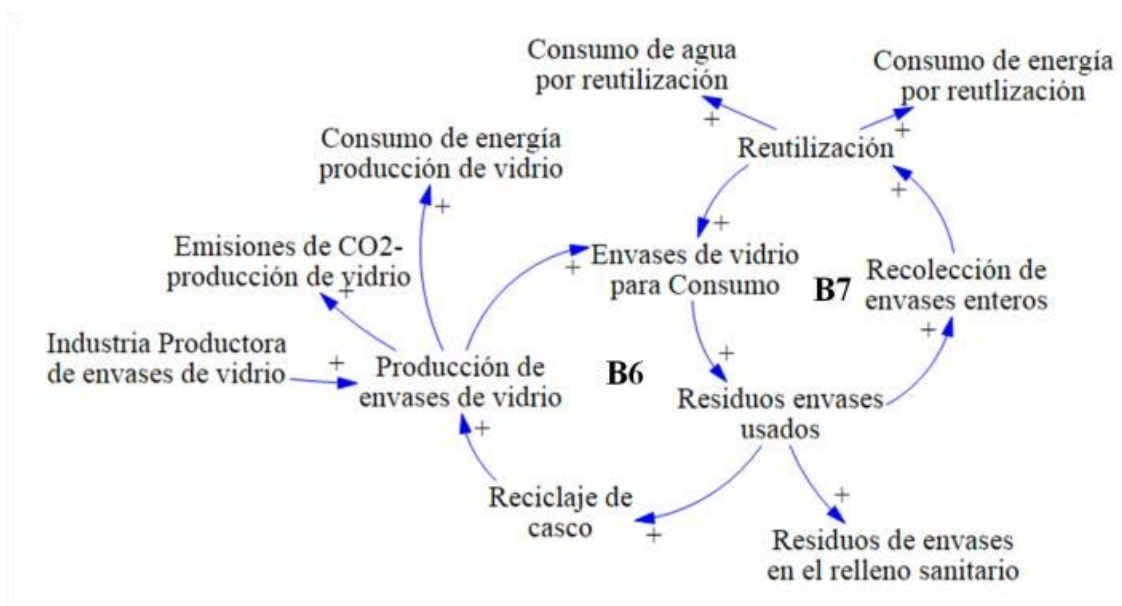 Consumo de agua
por reutilización
Consumo de energía
por reutlización
+
+
Reutilización
Consumo de energía
producción de vidrio
+
+
+
Emisiones de CO2-
producción de vidrio
+
Envases de vidrio
para Consumo
+
B7
Recolección de
envases enteros
+
Industria Productora
de envases de vidrio
+
Producción de
envases de vidrio
B6
+
Residuos envases
usados
+
Reciclaje de
casco
+
+
Residuos de envases
en el relleno sanitario